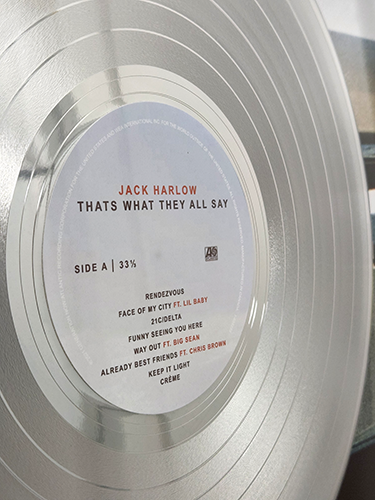 JACK HARLOW
THATS WHAT THEY ALL SAY
SIDE A | 33⅓
RENDEZVOUS
FACE OF MY CITY FT. LIL BABY
21C/DELTA
FUNNY SEEING YOU HERE
WAY OUT FT. BIG SEAN
ALREADY BEST FRIENDS FT. CHRIS BROWN
KEEP IT LIGHT
CRÈME